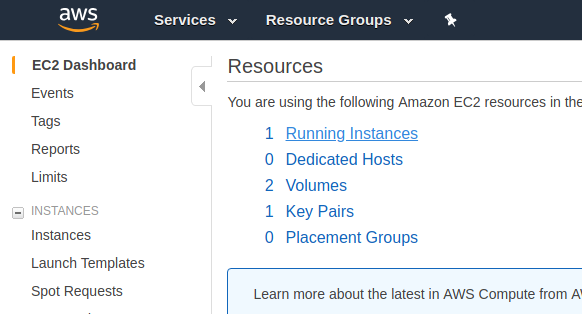 aws
Services
Resource Groups
EC2 Dashboard
Events
Tags
Reports
Limits
INSTANCES
Instances
Launch Templates
Spot Requests
Resources
You are using the following Amazon EC2 resources in the
1 Running Instances
0 Dedicated Hosts
2 Volumes
1 Key Pairs
0 Placement Groups
Learn more about the latest in AWS Compute from